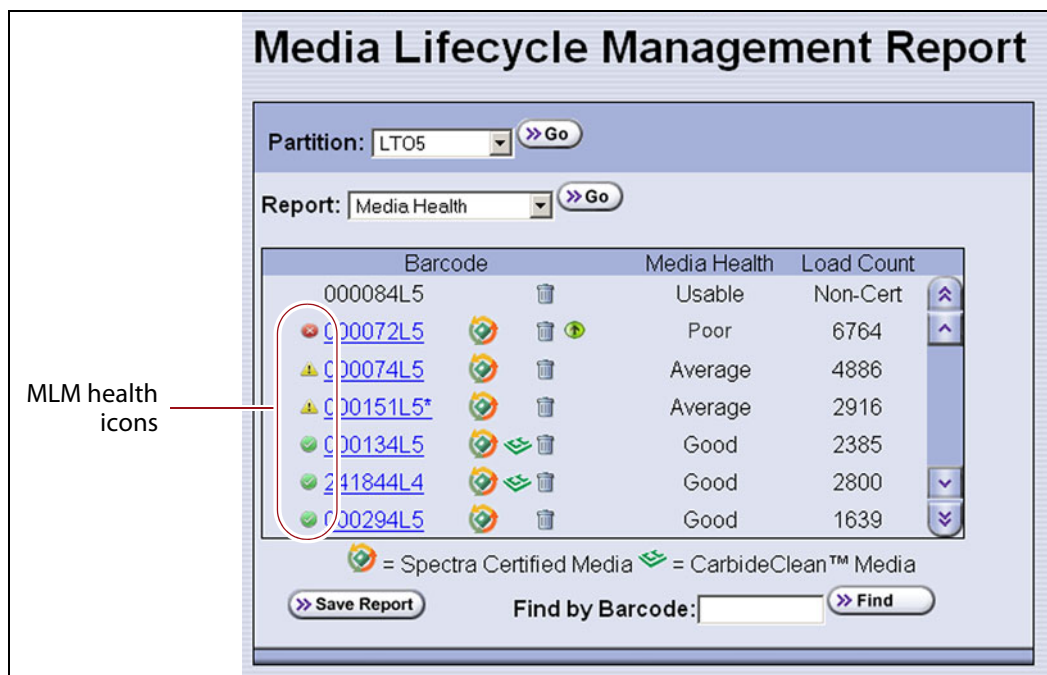 Media Lifecycle Management Report
Partition: LTO5 Go
Report: Media Health Go
Barcode Media Health Load Count
000084L5 Usable Non-Cert
000072L5 Poor 6764
000074L5 Average 4886
000151L5* Average 2916
000134L5 Good 2385
241844L4 Good 2800
000294L5 Good 1639
MLM health
icons
= Spectra Certified Media = CarbideClean™ Media
Save Report Find by Barcode: Find